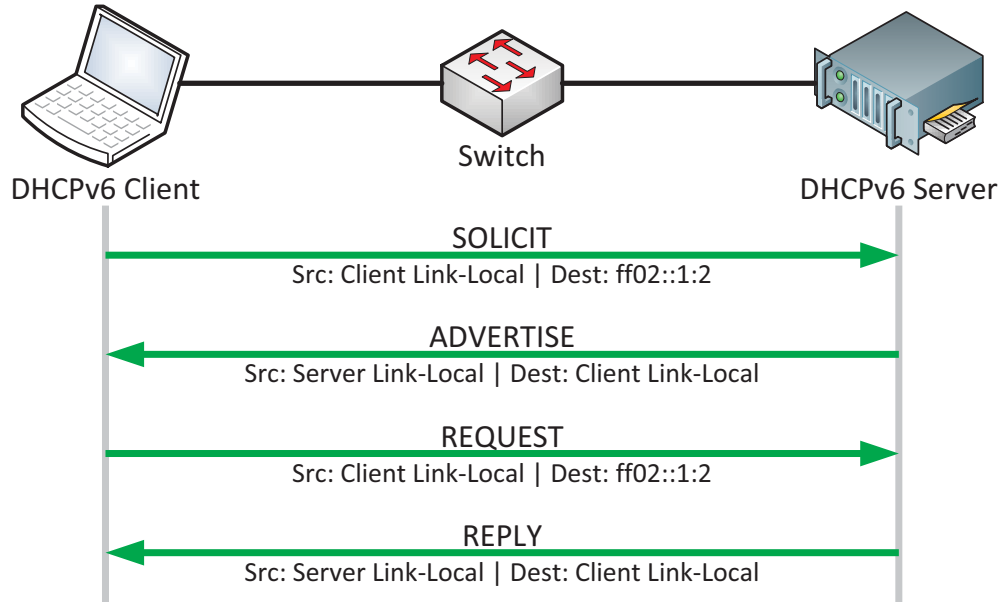 Switch
DHCPv6 Client
DHCPv6 Server
SOLICIT
Src: Client Link-Local | Dest: ff02::1:2
ADVERTISE
Src: Server Link-Local | Dest: Client Link-Local
REQUEST
Src: Client Link-Local | Dest: ff02::1:2
REPLY
Src: Server Link-Local | Dest: Client Link-Local